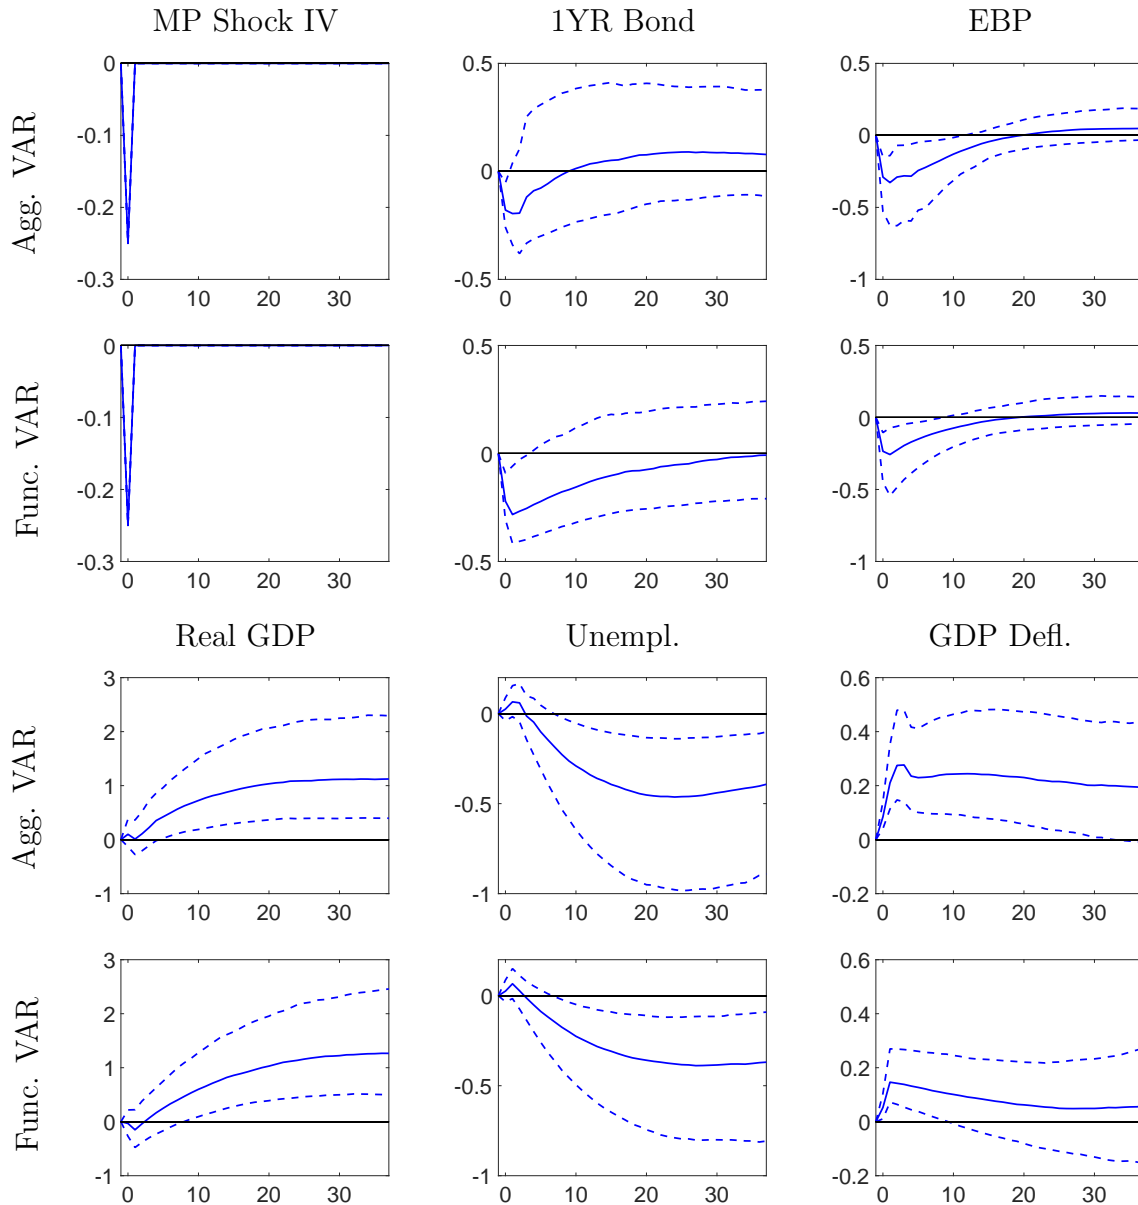 MP Shock IV 1YR Bond EBP
Agg. VAR
0 -0.1 -0.2 -0.3
0 10 20 30
0.5 0 -0.5
0 10 20 30
0.5 0 -0.5 -1
0 10 20 30
Func. VAR
0 -0.1 -0.2 -0.3
0 10 20 30
0.5 0 -0.5
0 10 20 30
0.5 0 -0.5 -1
0 10 20 30
Real GDP Unempl. GDP Defl.
Agg. VAR
3 2 1 0 -1
0 10 20 30
0 -0.5 -1
0 10 20 30
0.6 0.4 0.2 0 -0.2
0 10 20 30
Func. VAR
3 2 1 0 -1
0 10 20 30
0 -0.5 -1
0 10 20 30
0.6 0.4 0.2 0 -0.2
0 10 20 30